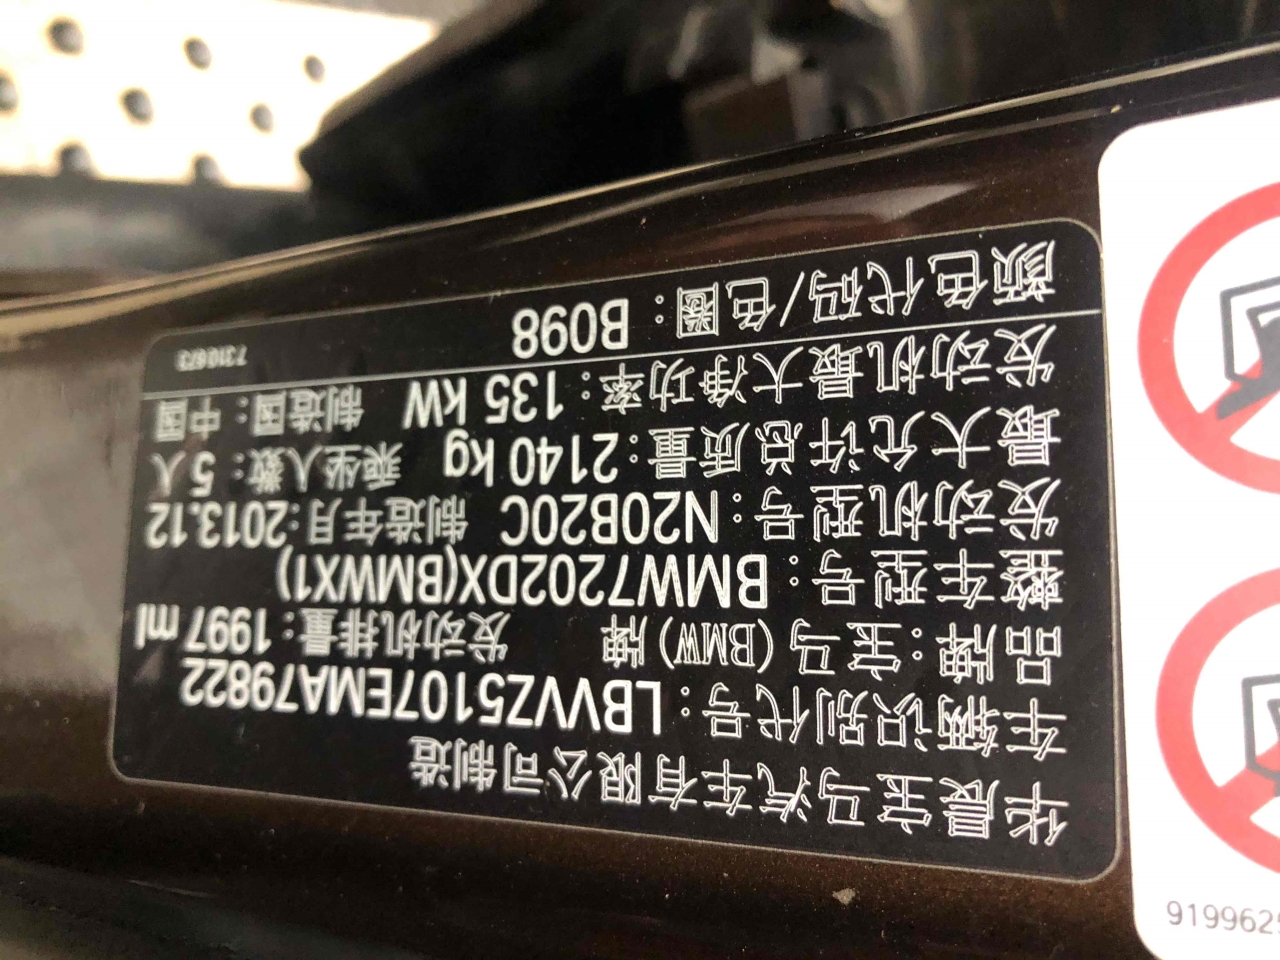 华晨宝马汽车有限公司制造
车辆识别代号：LBVVZ5107EMA79822
品牌：宝马(BMW)牌 发动机排量：1997 ml
整车型号：BMW7202DX(BMWX1)
发动机型号：N20B20C 制造年月：2013.12
最大允许总质量：2140 kg 乘坐人数：5 人
发动机最大净功率：135 kW 制造国：中国
颜色代码/色圈：B098
7310673